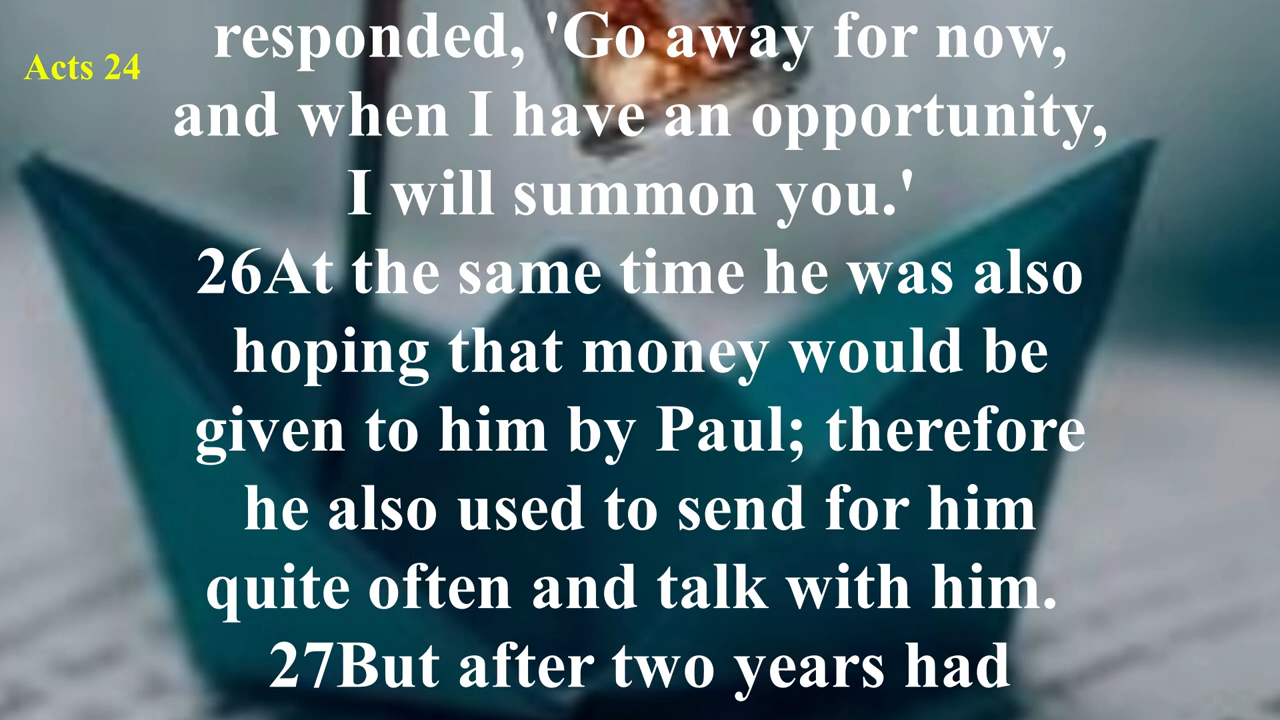 responded, 'Go away for now,
Acts 24
and when I have an opportunity,
I will summon you.'
26At the same time he was also
hoping that money would be
given to him by Paul; therefore
he also used to send for him
quite often and talk with him.
27But after two years had